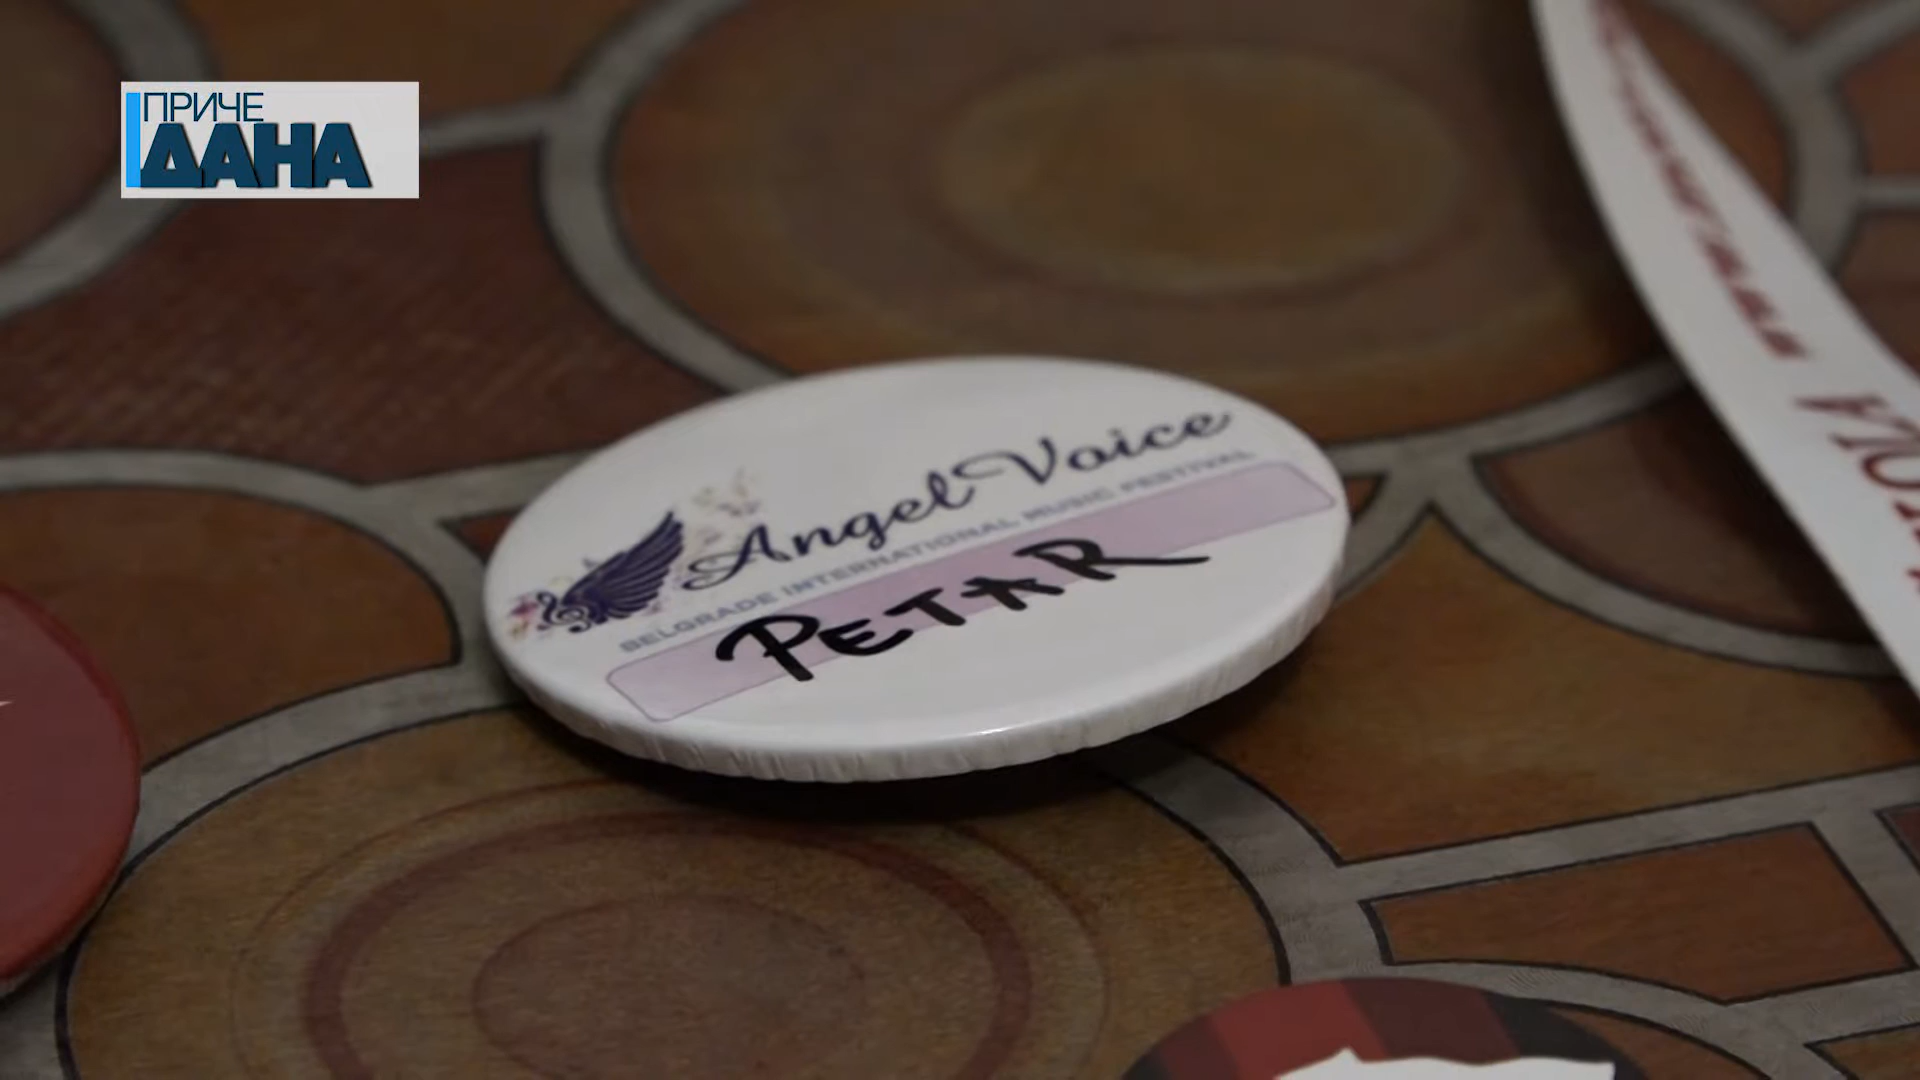 ПРИЧЕ
ДАНА
Angel Voice
BELGRADE INTERNATIONAL MUSIC FESTIVAL
PETAR